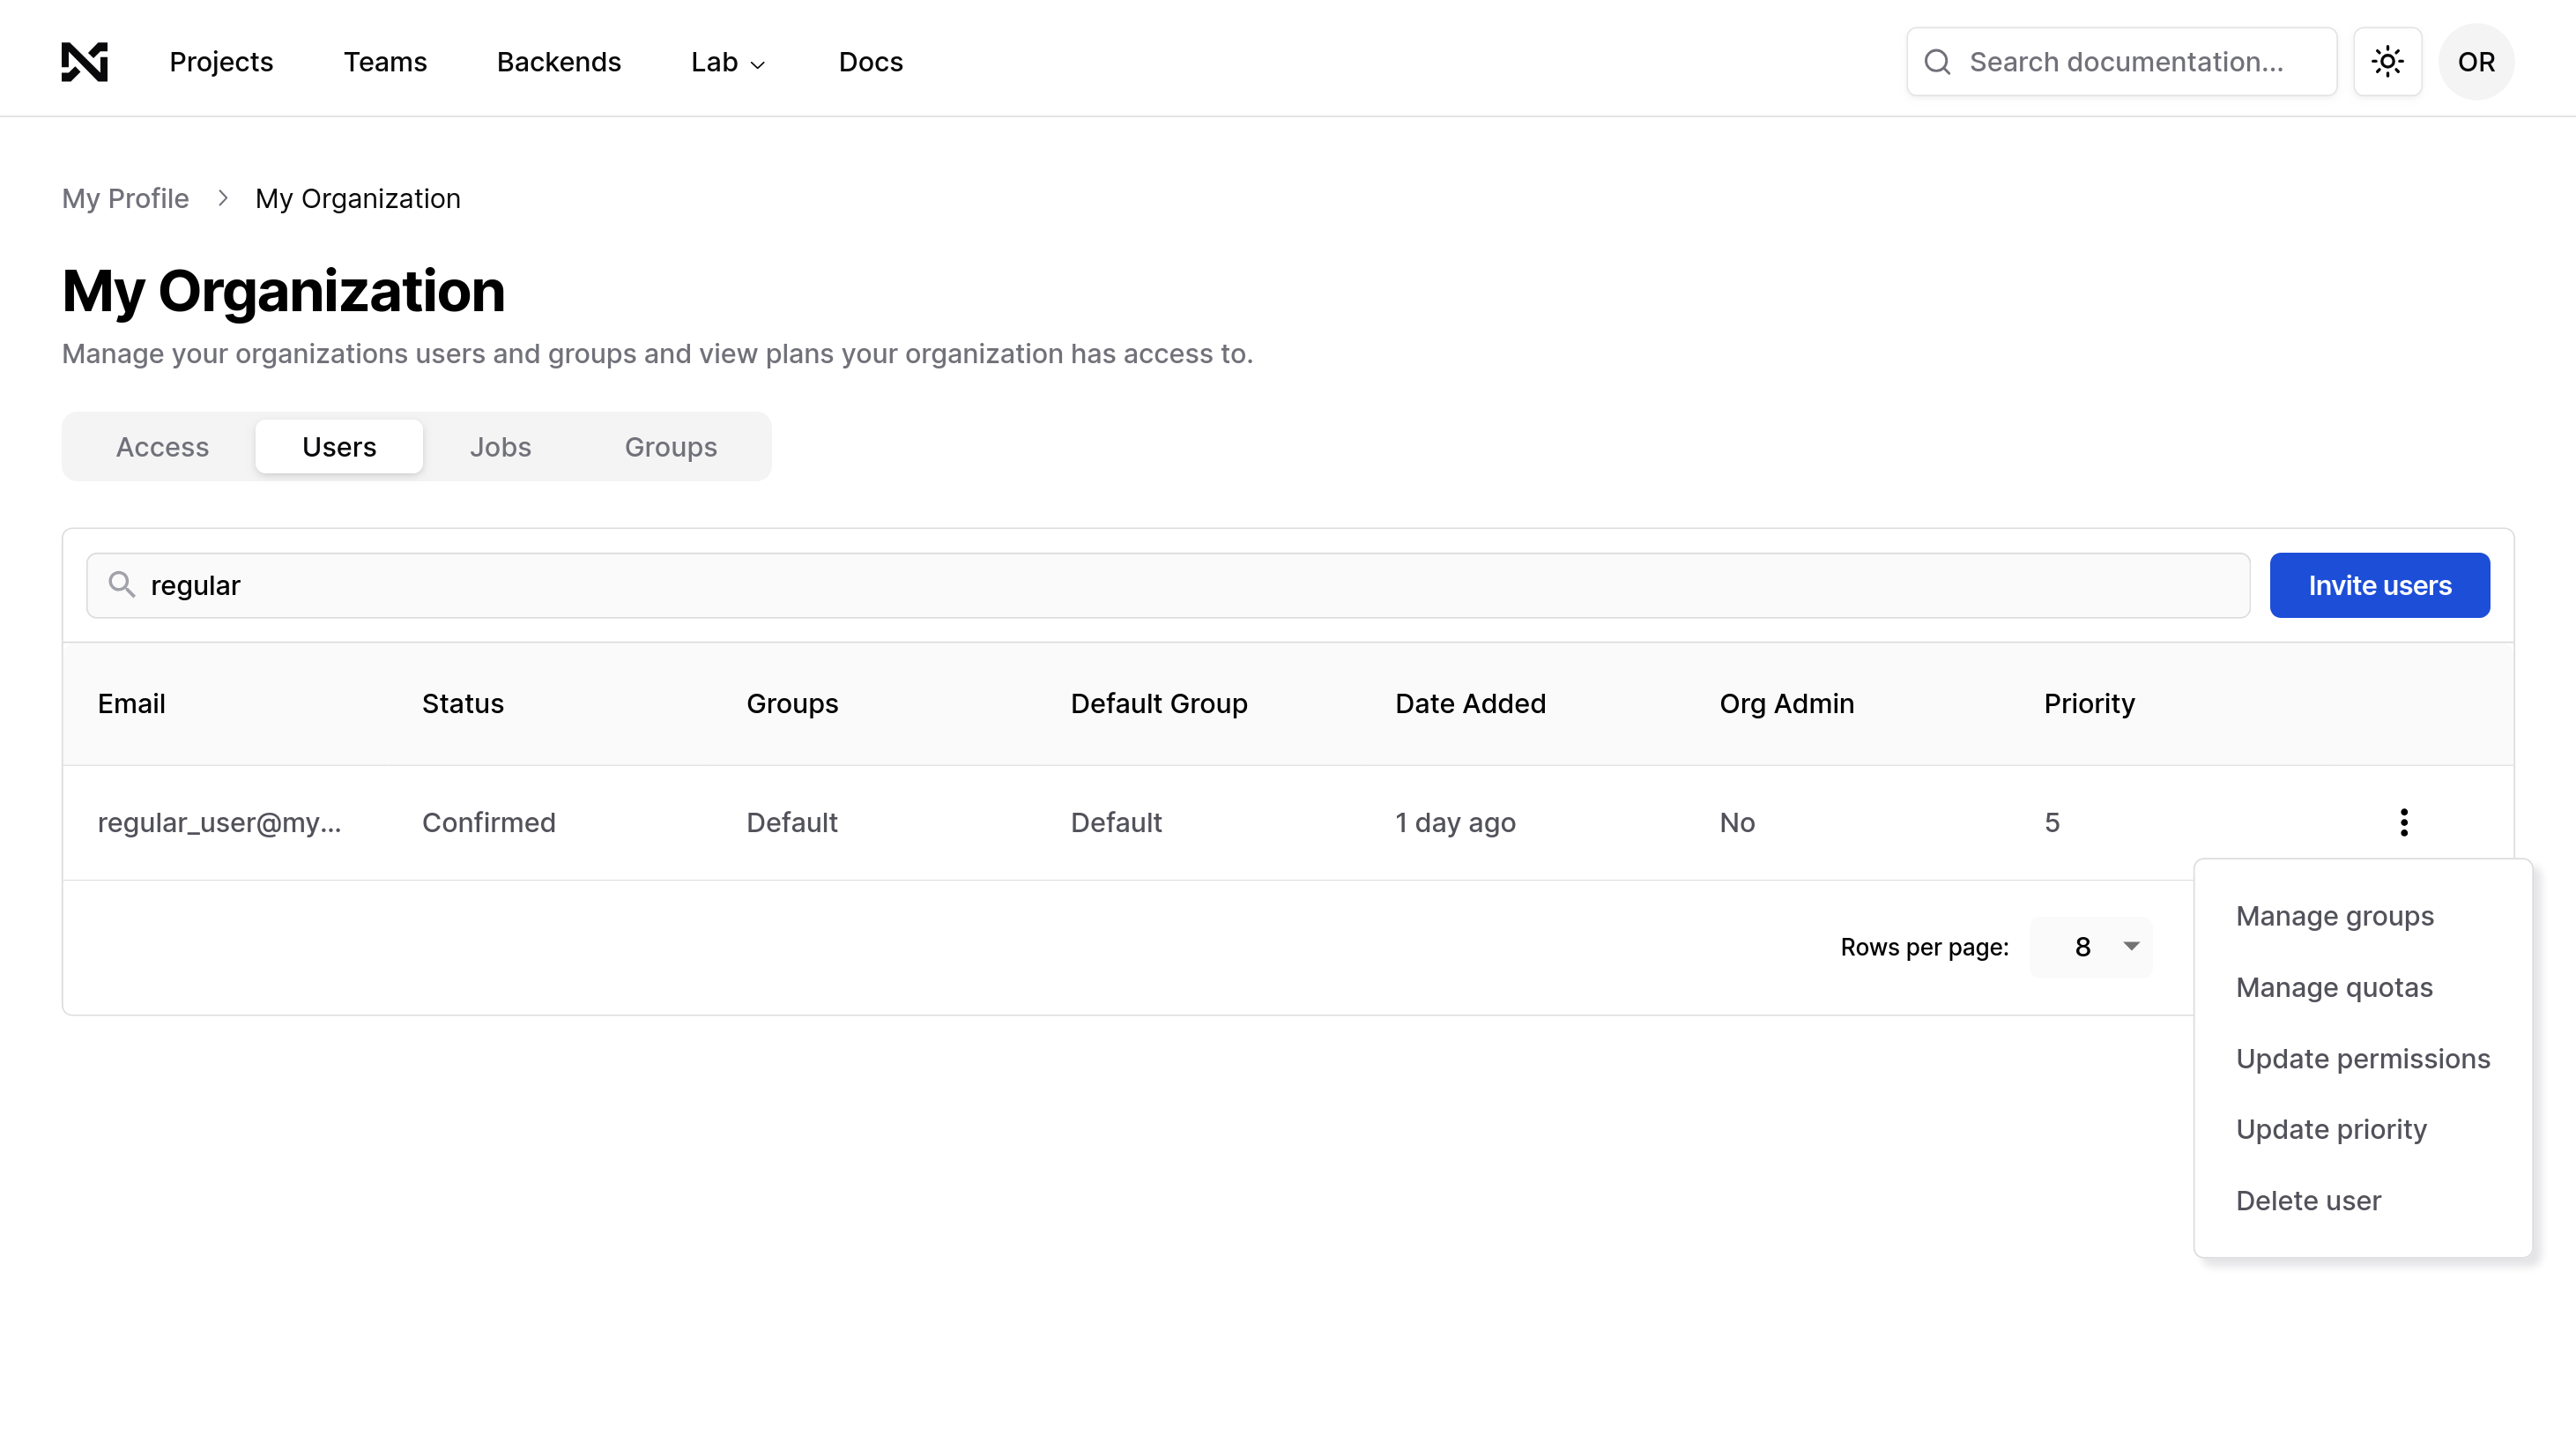 Projects Teams Backends Lab Docs Search documentation... OR
My Profile My Organization
My Organization
Manage your organizations users and groups and view plans your organization has access to.
Access Users Jobs Groups
regular Invite users
Email Status Groups Default Group Date Added Org Admin Priority
regular_user@my... Confirmed Default Default 1 day ago No 5
Manage groups
Rows per page: 8
Manage quotas
Update permissions
Update priority
Delete user